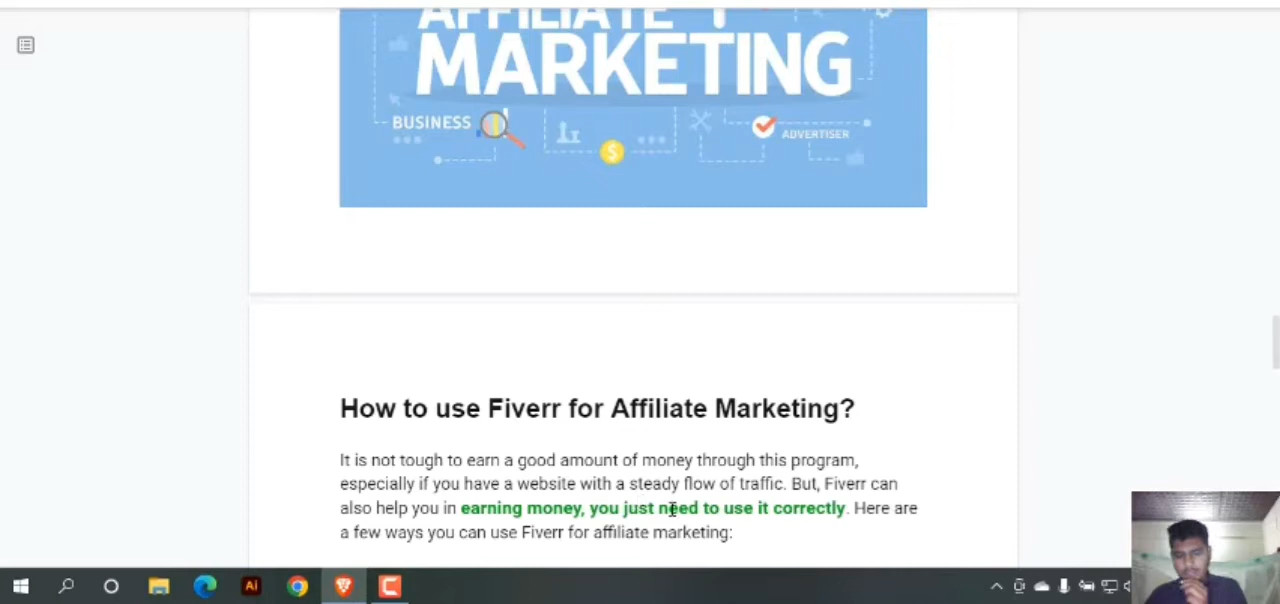 AFFILIATE
MARKETING
BUSINESS
ADVERTISER
$
How to use Fiverr for Affiliate Marketing?
It is not tough to earn a good amount of money through this program,
especially if you have a website with a steady flow of traffic. But, Fiverr can
also help you in earning money, you just need to use it correctly. Here are
a few ways you can use Fiverr for affiliate marketing:
Ai